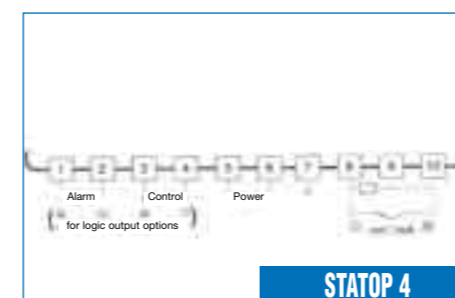 1 2 3 4 5 6 7 8 9 10
Alarm Control Power
for logic output options
STATOP 4